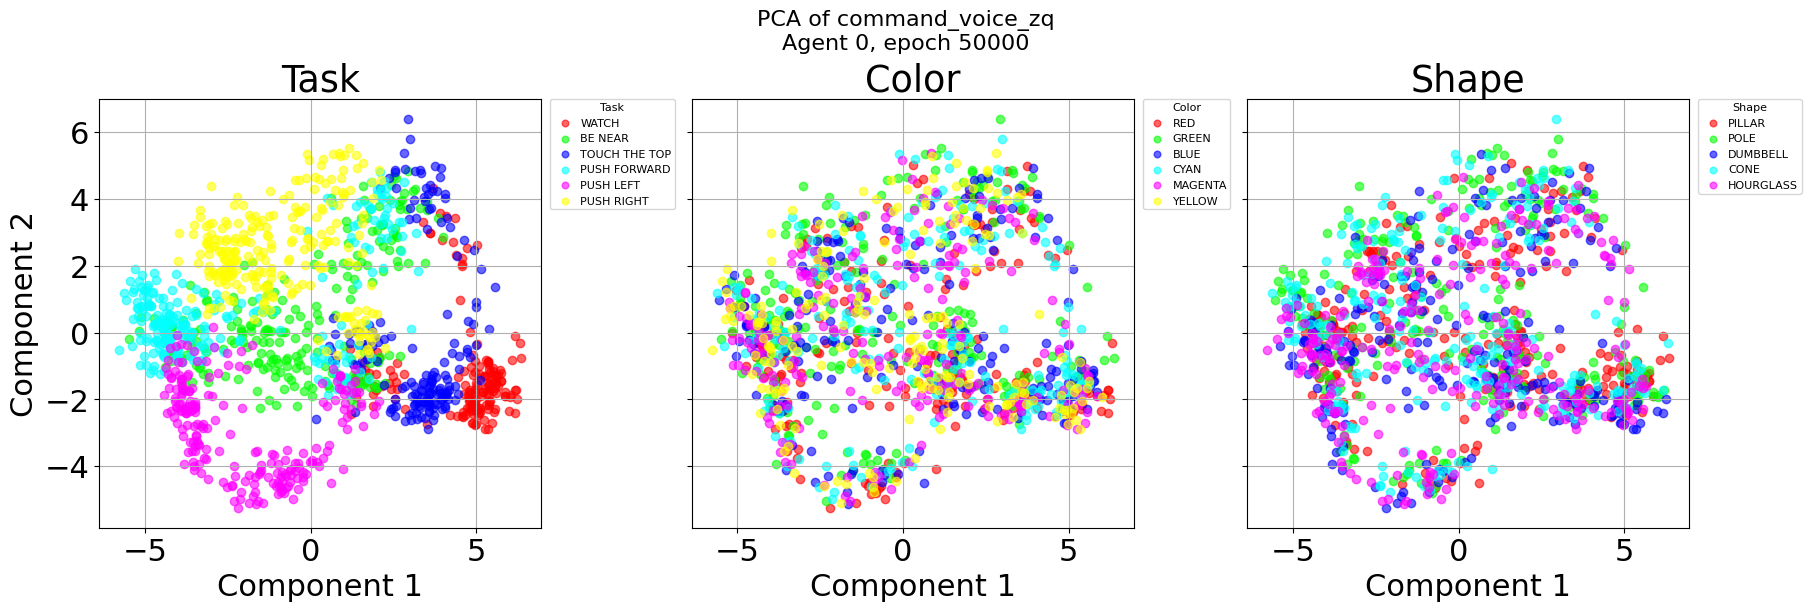 PCA of command_voice_zq
Agent 0, epoch 50000
Task
6
4
2
0
−2
−4
Component 2
−5
0
5
Component 1
Task
WATCH
BE NEAR
TOUCH THE TOP
PUSH FORWARD
PUSH LEFT
PUSH RIGHT
Color
−5
0
5
Component 1
Color
RED
GREEN
BLUE
CYAN
MAGENTA
YELLOW
Shape
−5
0
5
Component 1
Shape
PILLAR
POLE
DUMBBELL
CONE
HOURGLASS